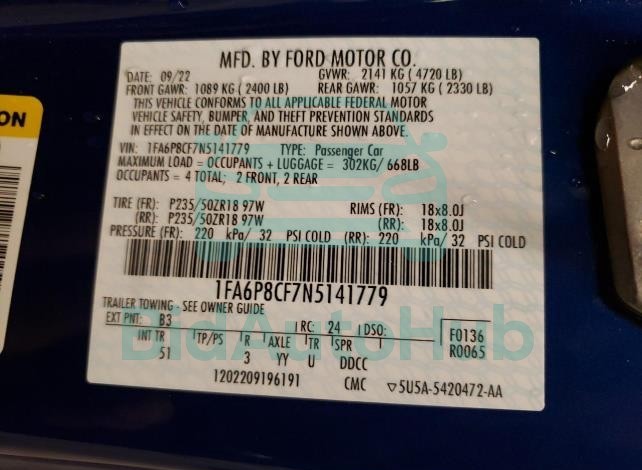 ON
MFD. BY FORD MOTOR CO.
DATE: 09/22 GVWR: 2141 KG ( 4720 LB)
FRONT GAWR: 1089 KG ( 2400 LB) REAR GAWR: 1057 KG ( 2330 LB)
THIS VEHICLE CONFORMS TO ALL APPLICABLE FEDERAL MOTOR
VEHICLE SAFETY, BUMPER, AND THEFT PREVENTION STANDARDS
IN EFFECT ON THE DATE OF MANUFACTURE SHOWN ABOVE.
VIN: 1FA6P8CF7N5141779 TYPE: Passenger Car
MAXIMUM LOAD = OCCUPANTS + LUGGAGE = 302KG/ 668LB
OCCUPANTS = 4 TOTAL; 2 FRONT, 2 REAR
TIRE (FR): P235/50ZR18 97W RIMS (FR): 18x8.0J
(RR): P235/50ZR18 97W (RR): 18x8.0J
PRESSURE (FR): 220 kPa/ 32 PSI COLD (RR): 220 kPa/ 32 PSI COLD
1FA6P8CF7N5141779
TRAILER TOWING - SEE OWNER GUIDE
EXT PNT: B3 RC: 24 DSO: F0136
INT TR TP/PS R AXLE TR SPR R0065
51 3 YY U DDCC
1202209196191 CMC ▽5U5A-5420472-AA
BidAutoHub